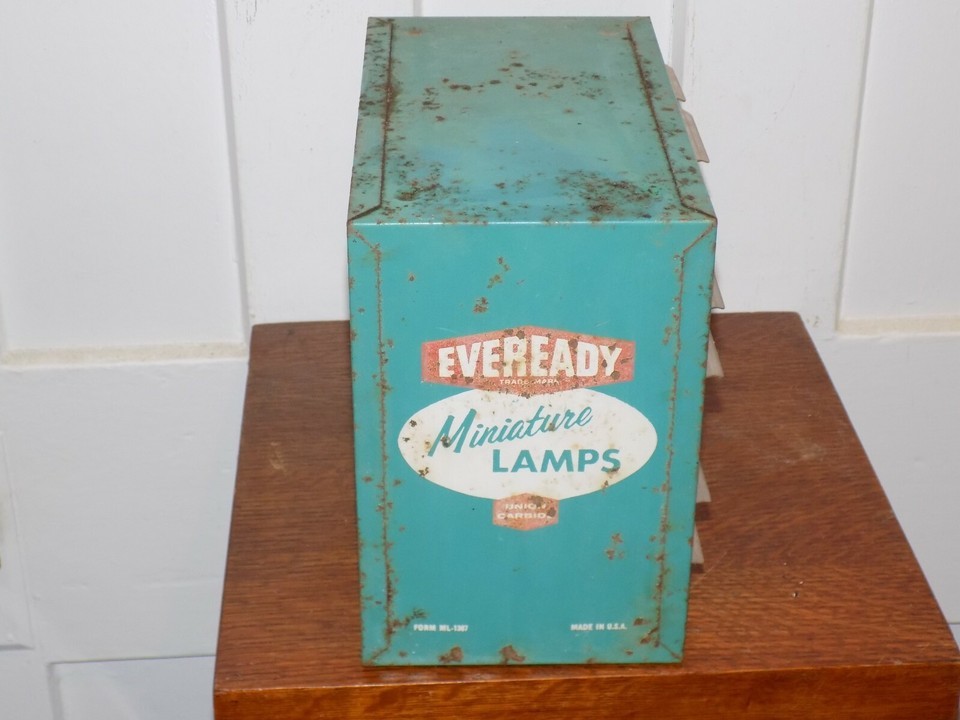 EVEREADY
TRADE-MARK
Miniature
LAMPS
UNION
CARBIDE
FORM ML-1307
MADE IN U.S.A.